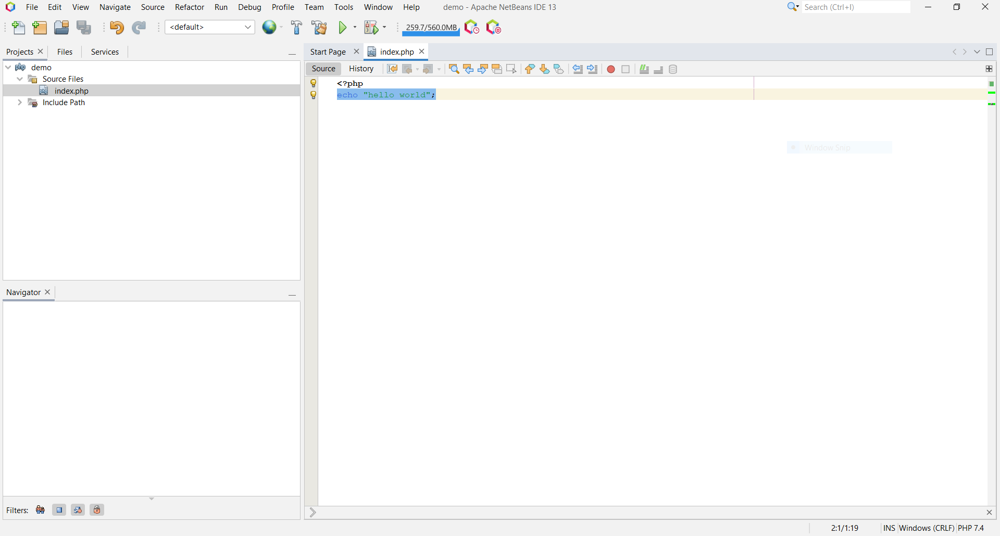 File Edit View Navigate Source Refactor Run Debug Profile Team Tools Window Help demo - Apache NetBeans IDE 13 Search (Ctrl+I)
<default> 259.7/560.0MB
Projects Files Services
demo
Source Files
index.php
Include Path
Navigator
Filters:
Start Page index.php
Source History
<?php
echo "hello world";
Window Snip
2:1/1:19 INS Windows (CRLF) PHP 7.4